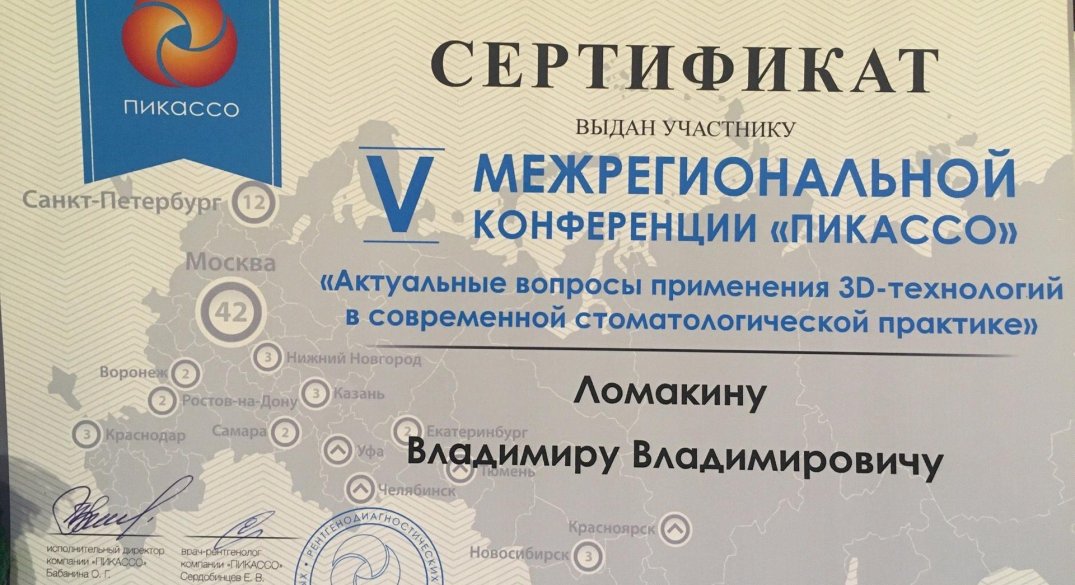 ПИКАССО
СЕРТИФИКАТ
ВЫДАН УЧАСТНИКУ
V МЕЖРЕГИОНАЛЬНОЙ
КОНФЕРЕНЦИИ «ПИКАССО»
«Актуальные вопросы применения 3D-технологий
в современной стоматологической практике»
Ломакину
Владимиру Владимировичу
Санкт-Петербург 12
Москва
42
3 Нижний Новгород
Воронеж 2
2 Ростов-на-Дону
3 Казань
3 Краснодар
Самара 2
2 Екатеринбург
Уфа
Тюмень
Челябинск
Красноярск
Новосибирск 3
исполнительный директор
компании «ПИКАССО»
Бабанина О. Г.
врач-рентгенолог
компании «ПИКАССО»
Сердобинцев Е. В.
РЕНТГЕНОДИАГНОСТИЧЕСКИХ